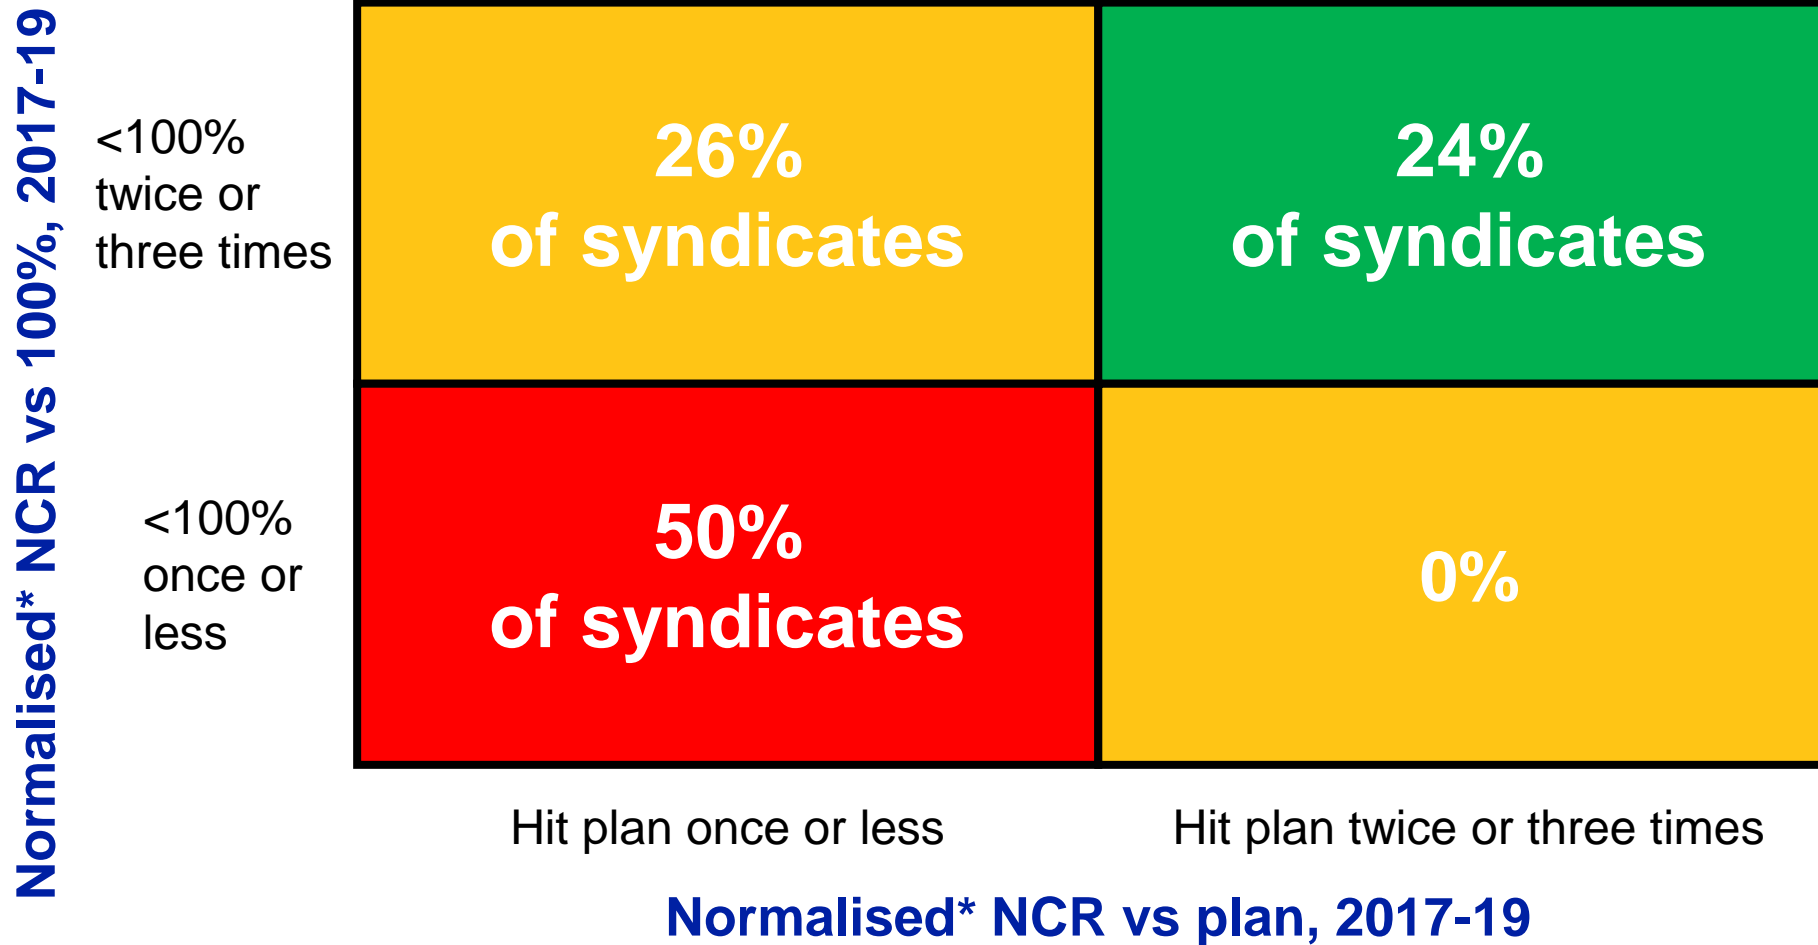 Normalised* NCR vs 100%, 2017-19
<100%
twice or
three times
26%
of syndicates
24%
of syndicates
<100%
once or
less
50%
of syndicates
0%
Hit plan once or less
Hit plan twice or three times
Normalised* NCR vs plan, 2017-19